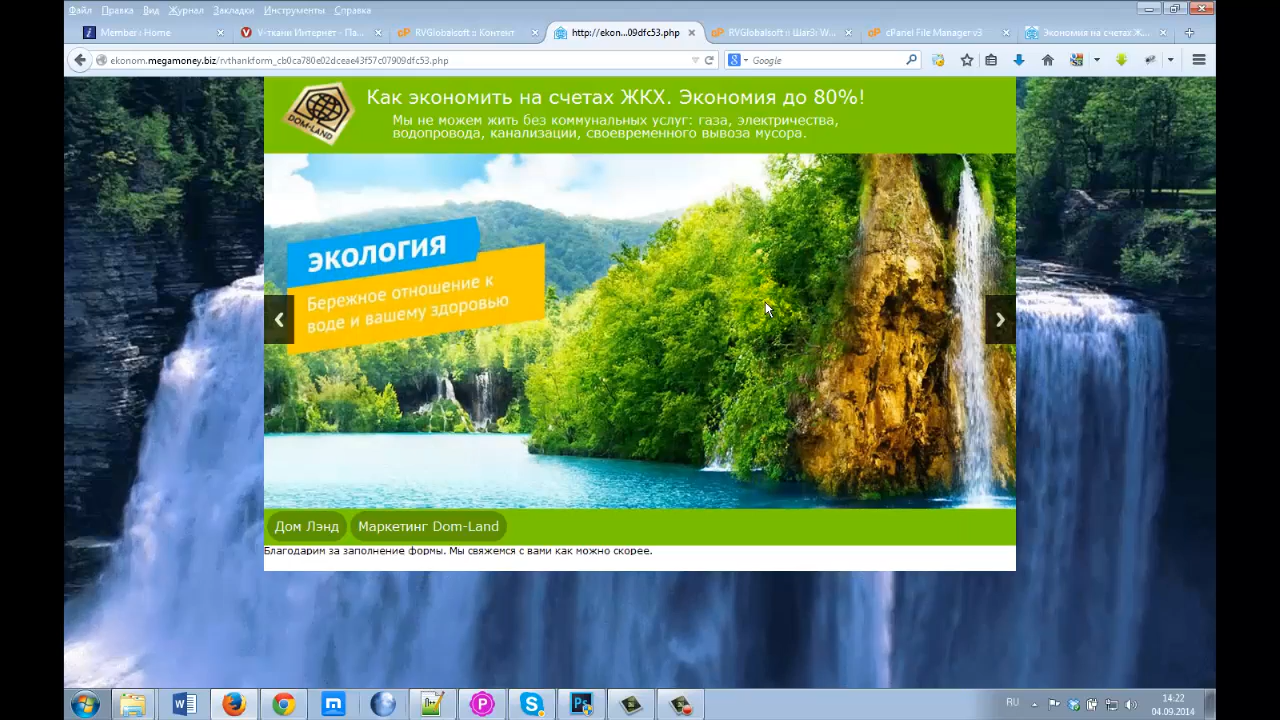 Файл Правка Вид Журнал Закладки Инструменты Справка
Members Home
V-ткани Интернет - Па...
RVGlobalsoft :: Контент
http://ekon...09dfc53.php
RVGlobalsoft :: Шаг3: W...
cPanel File Manager v3
Экономия на счетах Ж...
ekonom.megamoney.biz/rvthankform_cb0ca780e02dceae43f57c07909dfc53.php
Google
Как экономить на счетах ЖКХ. Экономия до 80%!
Мы не можем жить без коммунальных услуг: газа, электричества,
водопровода, канализации, своевременного вывоза мусора.
DOM-LAND
ЭКОЛОГИЯ
Бережное отношение к
воде и вашему здоровью
Дом Лэнд
Маркетинг Dom-Land
Благодарим за заполнение формы. Мы свяжемся с вами как можно скорее.
RU
14:22
04.09.2014